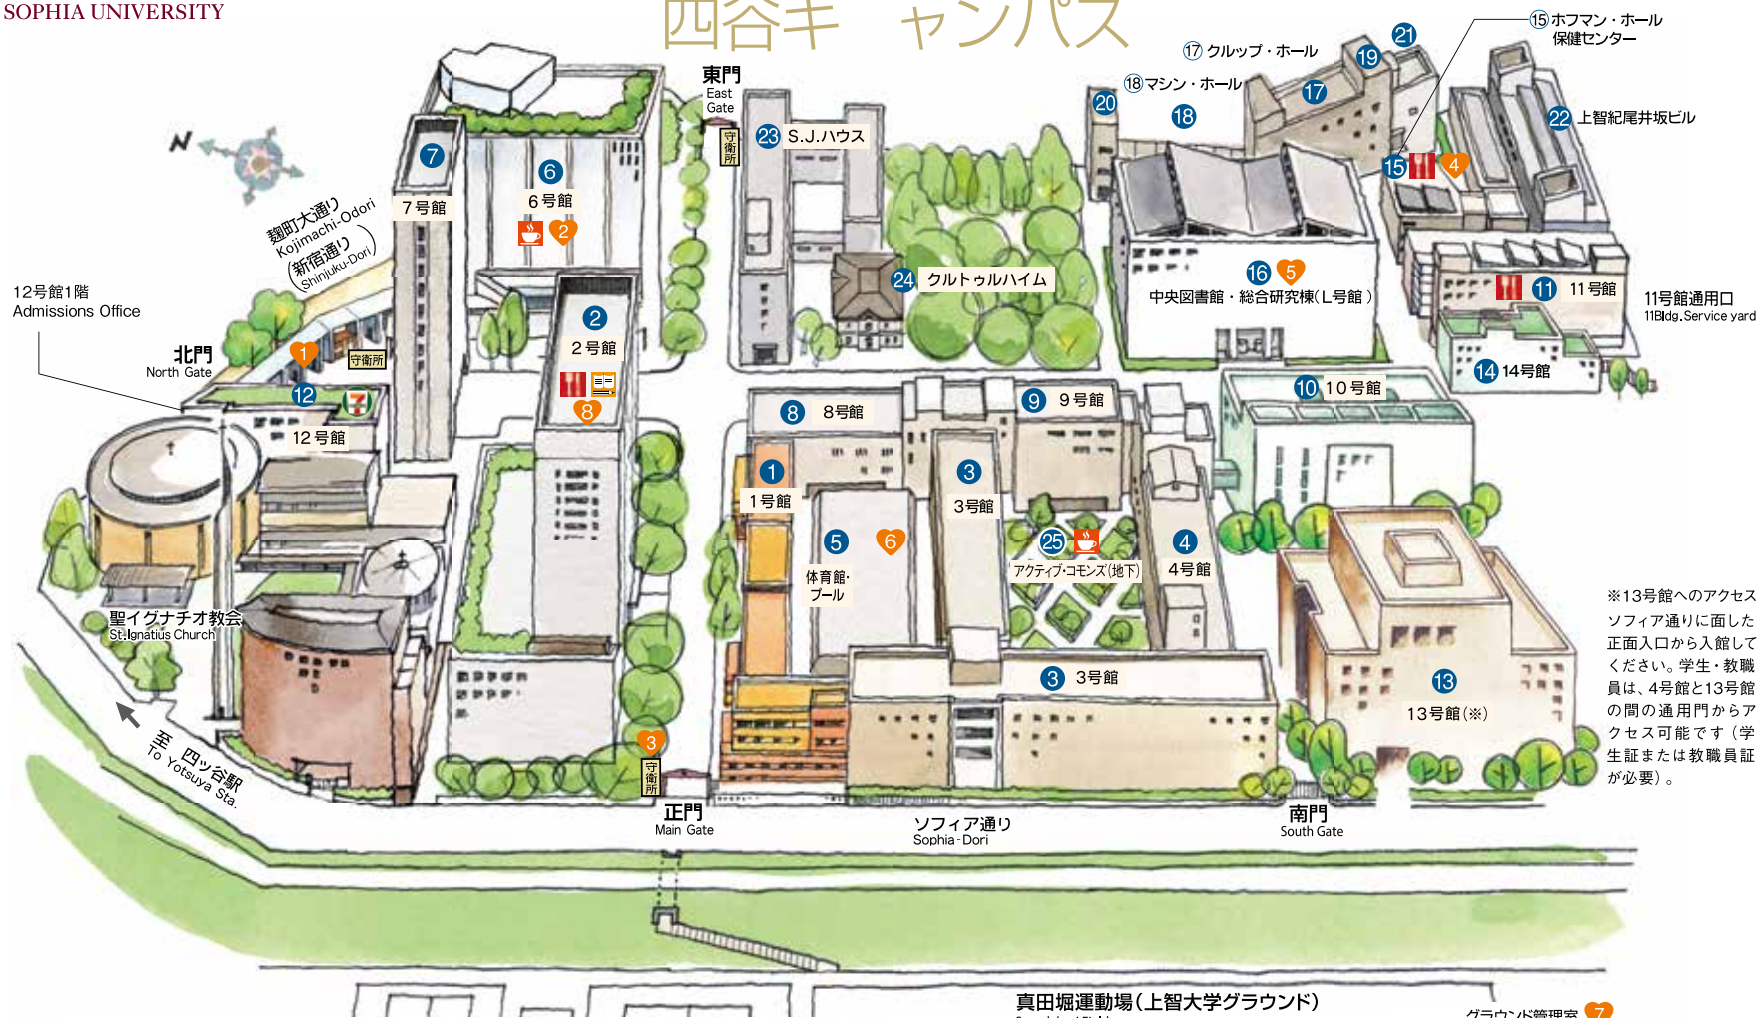 SOPHIA UNIVERSITY
四谷キャンパス
⑮ホフマン・ホール
保健センター
⑰クルップ・ホール
⑱マシン・ホール
19
21
17
20
18
22 上智紀尾井坂ビル
15
4
東門
East
Gate
守衛所
23 S.J.ハウス
N
7
7号館
6
6号館
2
麹町大通り
Kojimachi-Odori
(新宿通り)
Shinjuku-Dori
24 クルトゥルハイム
16 5
中央図書館・総合研究棟(L号館)
11 11号館
11号館通用口
11Bldg.Service yard
12号館1階
Admissions Office
北門
North Gate
1
守衛所
2
2号館
8
14 14号館
12
7
12号館
8 8号館
9 9号館
10 10号館
1
1号館
3
3号館
5
6
体育館・
プール
25
アクティブ・コモンズ(地下)
4
4号館
聖イグナチオ教会
St.Ignatius Church
※13号館へのアクセス
ソフィア通りに面した
正面入口から入館して
ください。学生・教職
員は、4号館と13号館
の間の通用門からア
クセス可能です(学
生証または教職員証
が必要)。
3 3号館
13
13号館(※)
至 四ッ谷駅
To Yotsuya Sta.
3
守衛所
正門
Main Gate
ソフィア通り
Sophia-Dori
南門
South Gate
真田堀運動場(上智大学グラウンド)
グラウンド管理室 7